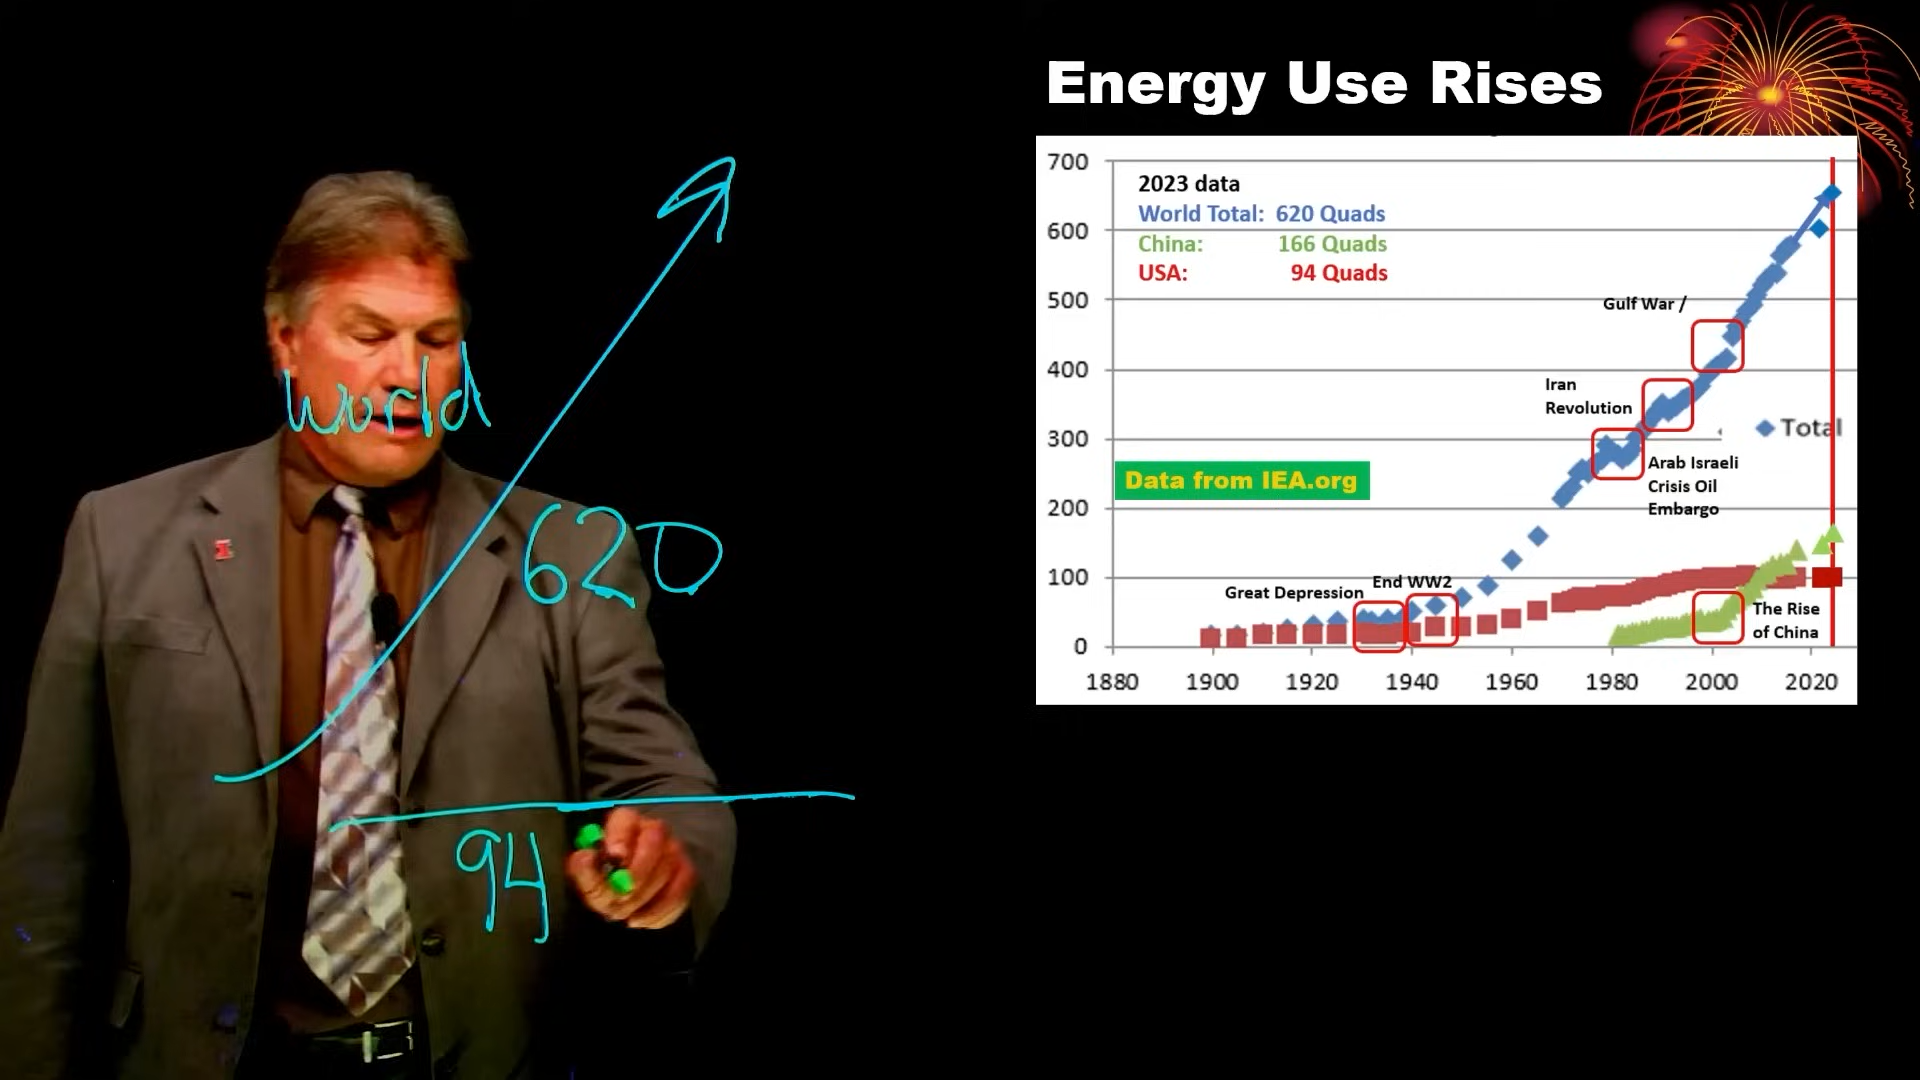 World
620
94
Energy Use Rises
700
600
500
400
300
200
100
0
2023 data
World Total: 620 Quads
China: 166 Quads
USA: 94 Quads
Gulf War /
Iran
Revolution
Total
Arab Israeli
Crisis Oil
Embargo
Data from IEA.org
Great Depression
End WW2
The Rise
of China
1880 1900 1920 1940 1960 1980 2000 2020
I